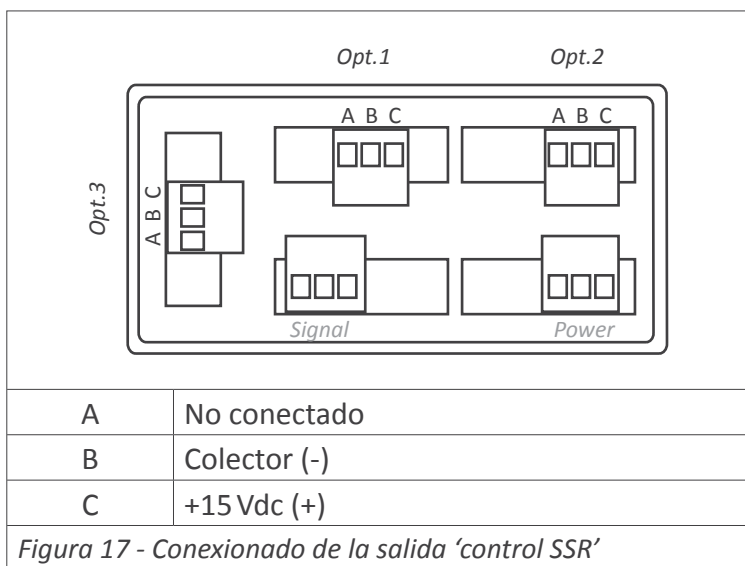 Opt.1 Opt.2
A B C A B C
Opt.3
A B C
Signal Power
A No conectado
B Colector (-)
C +15 Vdc (+)
Figura 17 - Conexionado de la salida ‘control SSR’